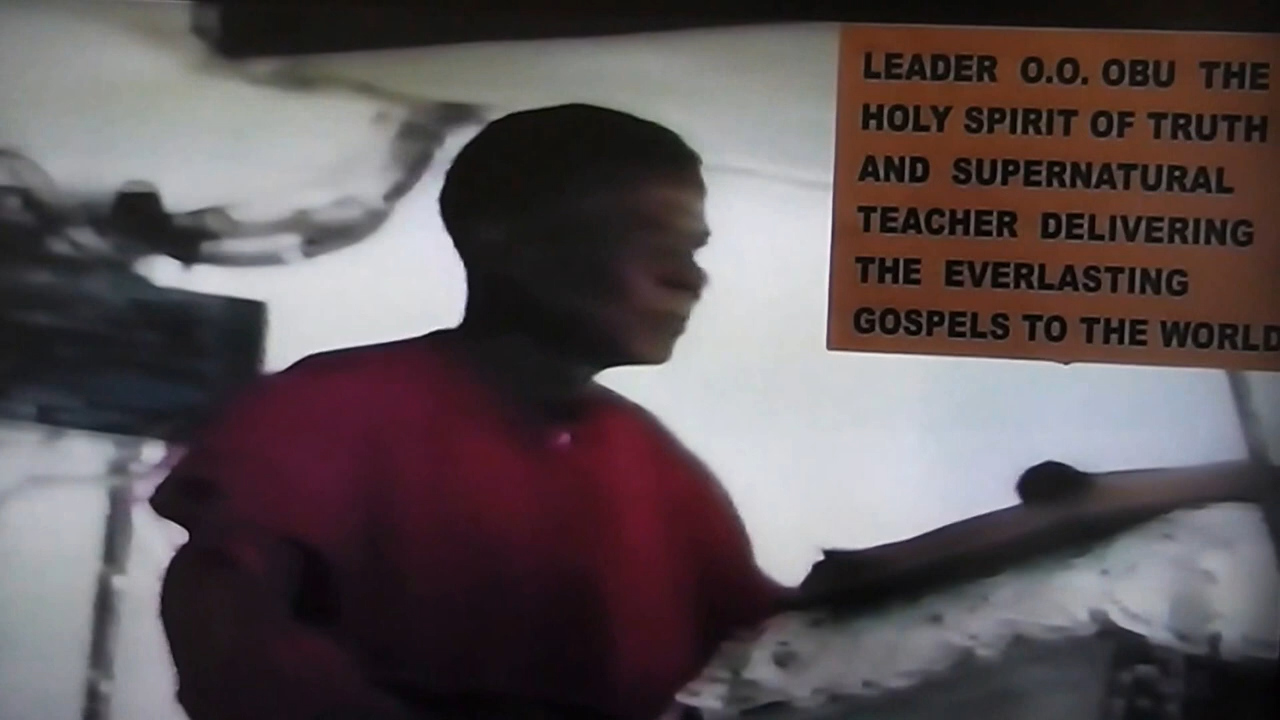 LEADER O.O. OBU THE
HOLY SPIRIT OF TRUTH
AND SUPERNATURAL
TEACHER DELIVERING
THE EVERLASTING
GOSPELS TO THE WORLD